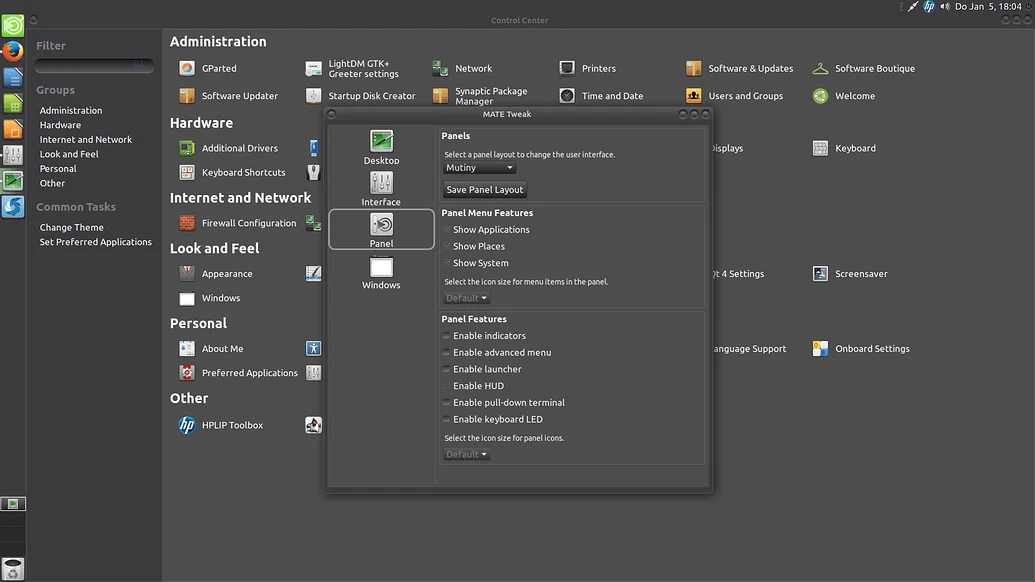 Do Jan 5, 18:04
Control Center
Filter
Groups
Administration
Hardware
Internet and Network
Look and Feel
Personal
Other
Common Tasks
Change Theme
Set Preferred Applications
Administration
GParted
LightDM GTK+
Greeter settings
Network
Printers
Software & Updates
Software Boutique
Software Updater
Startup Disk Creator
Synaptic Package
Manager
Time and Date
Users and Groups
Welcome
Hardware
Additional Drivers
Displays
Keyboard
Keyboard Shortcuts
Internet and Network
Firewall Configuration
Look and Feel
Appearance
Qt 4 Settings
Screensaver
Windows
Personal
About Me
Language Support
Onboard Settings
Preferred Applications
Other
HPLIP Toolbox
MATE Tweak
Desktop
Interface
Panel
Windows
Panels
Select a panel layout to change the user interface.
Mutiny
Save Panel Layout
Panel Menu Features
Show Applications
Show Places
Show System
Select the icon size for menu items in the panel.
Default
Panel Features
Enable indicators
Enable advanced menu
Enable launcher
Enable HUD
Enable pull-down terminal
Enable keyboard LED
Select the icon size for panel icons.
Default